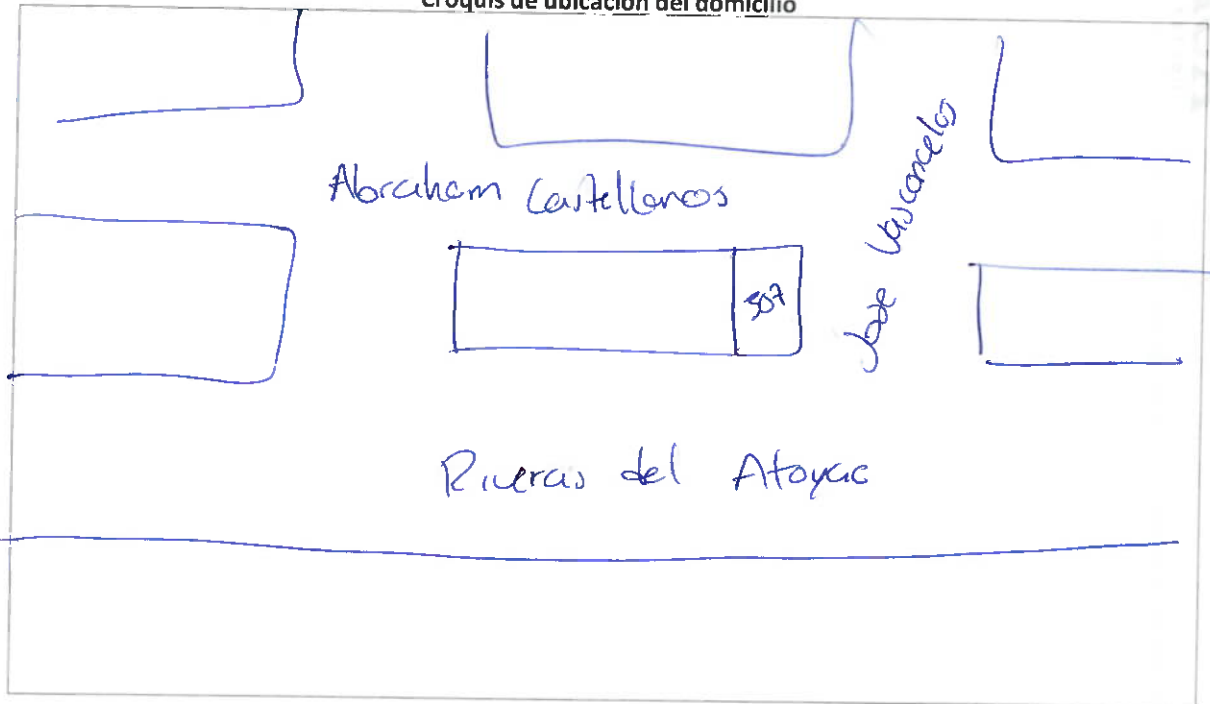 Croquis de ubicación del domicilio
Abraham Castellanos
Jose Vasconcelos
307
Riveras del Atoyac